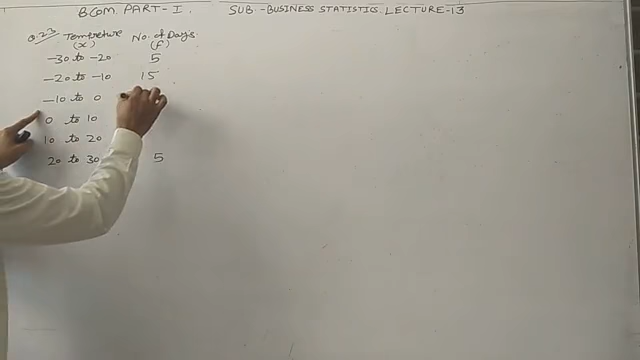 BCOM. PART-I. SUB.-BUSINESS STATISTICS. LECTURE-13
Q.23 Tempreture No. of Days.
(x) (f)
-30 to -20 5
-20 to -10 15
-10 to 0
0 to 10
10 to 20
20 to 30 5